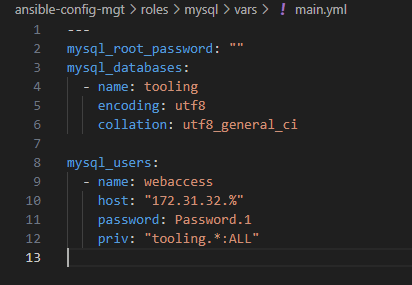 ansible-config-mgt > roles > mysql > vars > ! main.yml
1 ---
2 mysql_root_password: ""
3 mysql_databases:
4   - name: tooling
5     encoding: utf8
6     collation: utf8_general_ci
7
8 mysql_users:
9   - name: webaccess
10     host: "172.31.32.%"
11     password: Password.1
12     priv: "tooling.*:ALL"
13